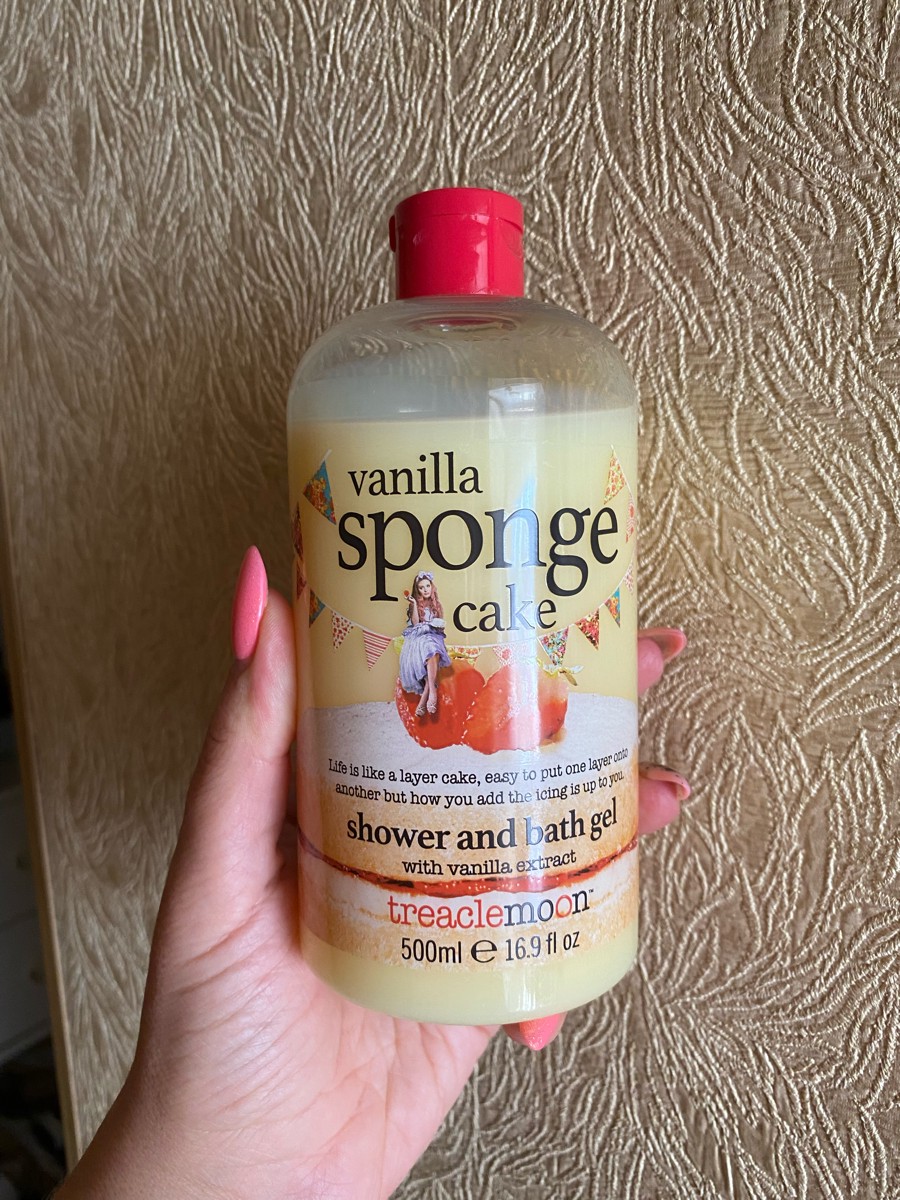 vanilla
sponge
cake
Life is like a layer cake, easy to put one layer onto
another but how you add the icing is up to you.
shower and bath gel
with vanilla extract
treaclemoon™
500ml ℮ 16.9 fl oz